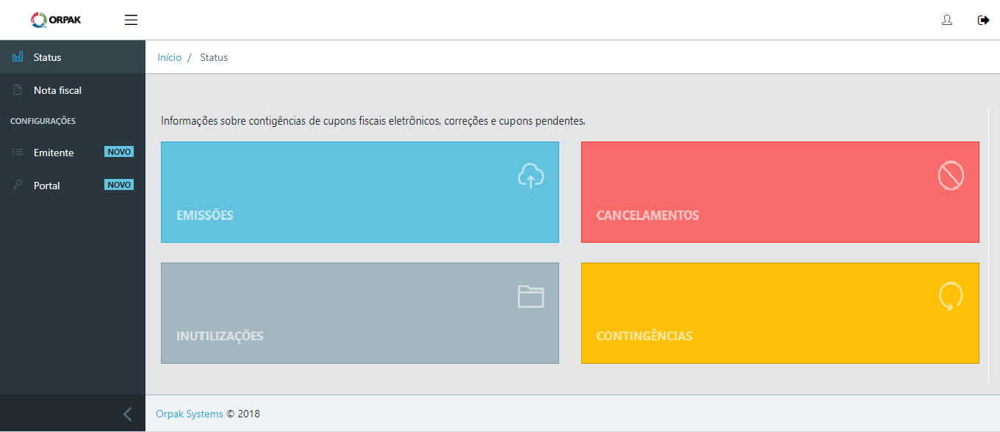 ORPAK
Status
Início / Status
Nota fiscal
CONFIGURAÇÕES
Emitente NOVO
Portal NOVO
Informações sobre contigências de cupons fiscais eletrônicos, correções e cupons pendentes.
EMISSÕES
CANCELAMENTOS
INUTILIZAÇÕES
CONTINGÊNCIAS
Orpak Systems © 2018